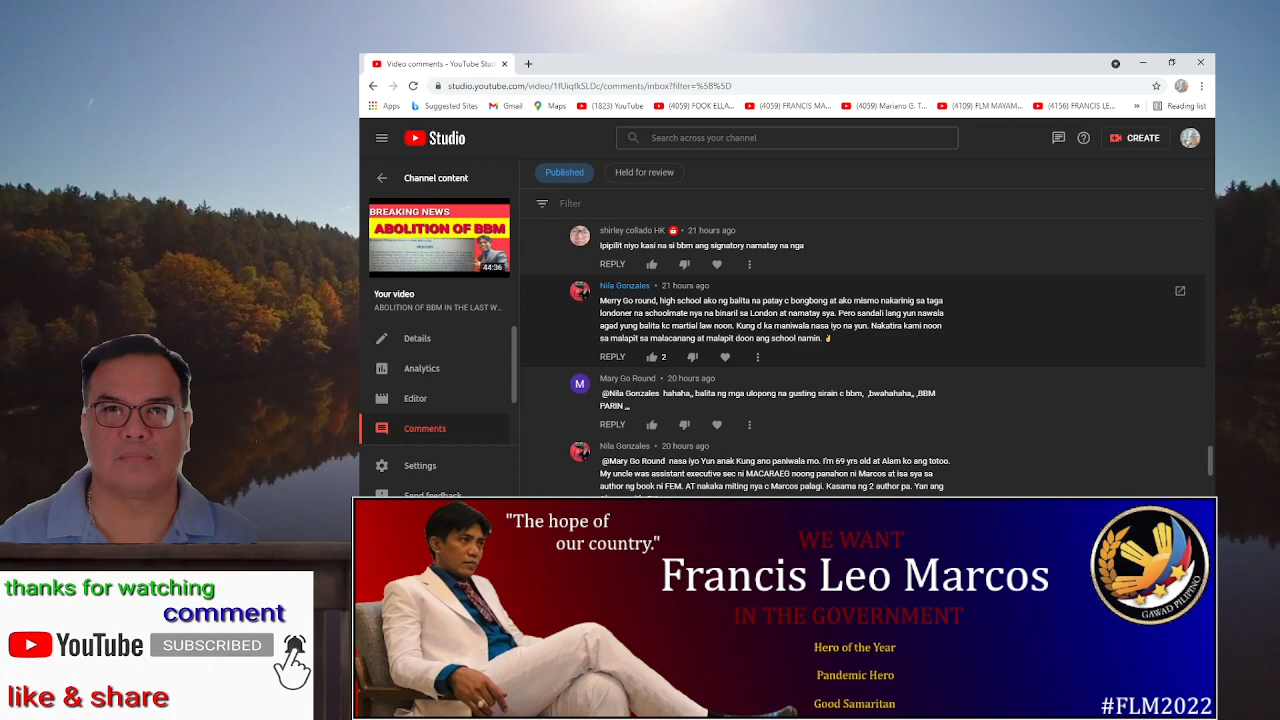 Video comments - YouTube Stu
studio.youtube.com/video/1fUiqfkSLDc/comments/inbox?filter=%5B%5D
Apps
Suggested Sites
Gmail
Maps
(1823) YouTube
(4059) FOOK ELLA...
(4059) FRANCIS MA...
(4059) Mariano G. T...
(4109) FLM MAYAM...
(4156) FRANCIS LE...
»
Reading list
Studio
Search across your channel
CREATE
Channel content
BREAKING NEWS
ABOLITION OF BBM
44:36
Your video
ABOLITION OF BBM IN THE LAST W...
Details
Analytics
Editor
Comments
Settings
Send feedback
Published
Held for review
Filter
shirley collado HK • 21 hours ago
Ipipilit niyo kasi na si bbm ang signatory namatay na nga
REPLY
Nila Gonzales • 21 hours ago
Merry Go round, high school ako ng balita na patay c bongbong at ako mismo nakarinig sa taga
londoner na schoolmate nya na binaril sa London at namatay sya. Pero sandali lang yun nawala
agad yung balita kc martial law noon. Kung d ka maniwala nasa iyo na yun. Nakatira kami noon
sa malapit sa malacanang at malapit doon ang school namin. ✌
REPLY 2
M
Mary Go Round • 20 hours ago
@Nila Gonzales hahaha,, balita ng mga ulopong na gusting sirain c bbm, ,bwahahaha,, ,BBM
PARIN ,,,
REPLY
Nila Gonzales • 20 hours ago
@Mary Go Round nasa iyo Yun anak Kung ano paniwala mo. I'm 69 yrs old at Alam ko ang totoo.
My uncle was assistant executive sec ni MACARAEG noong panahon ni Marcos at isa sya sa
author ng book ni FEM. AT nakaka miting nya c Marcos palagi. Kasama ng 2 author pa. Yan ang
"The hope of
our country."
WE WANT
Francis Leo Marcos
IN THE GOVERNMENT
Hero of the Year
Pandemic Hero
Good Samaritan
GAWAD PILIPINO
#FLM2022
thanks for watching
comment
YouTube
SUBSCRIBED
like & share